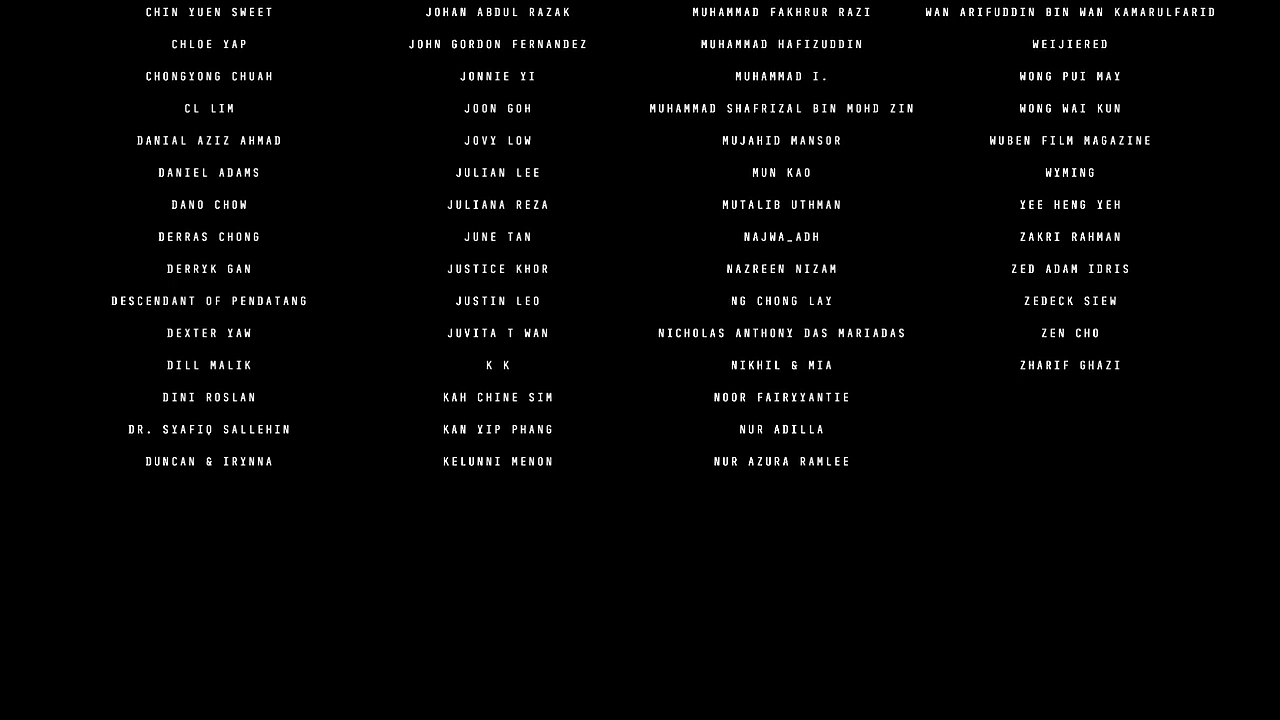 CHIN YUEN SWEET
CHLOE YAP
CHONGYONG CHUAH
CL LIM
DANIAL AZIZ AHMAD
DANIEL ADAMS
DANO CHOW
DERRAS CHONG
DERRYK GAN
DESCENDANT OF PENDATANG
DEXTER YAW
DILL MALIK
DINI ROSLAN
DR. SYAFIQ SALLEHIN
DUNCAN & IRYNNA
JOHAN ABDUL RAZAK
JOHN GORDON FERNANDEZ
JONNIE YI
JOON GOH
JOVY LOW
JULIAN LEE
JULIANA REZA
JUNE TAN
JUSTICE KHOR
JUSTIN LEO
JUVITA T WAN
K K
KAH CHINE SIM
KAN YIP PHANG
KELUNNI MENON
MUHAMMAD FAKHRUR RAZI
MUHAMMAD HAFIZUDDIN
MUHAMMAD I.
MUHAMMAD SHAFRIZAL BIN MOHD ZIN
MUJAHID MANSOR
MUN KAO
MUTALIB UTHMAN
NAJWA_ADH
NAZREEN NIZAM
NG CHONG LAY
NICHOLAS ANTHONY DAS MARIADAS
NIKHIL & MIA
NOOR FAIRYYANTIE
NUR ADILLA
NUR AZURA RAMLEE
WAN ARIFUDDIN BIN WAN KAMARULFARID
WEIJIERED
WONG PUI MAY
WONG WAI KUN
WUBEN FILM MAGAZINE
WYMING
YEE HENG YEH
ZAKRI RAHMAN
ZED ADAM IDRIS
ZEDECK SIEW
ZEN CHO
ZHARIF GHAZI